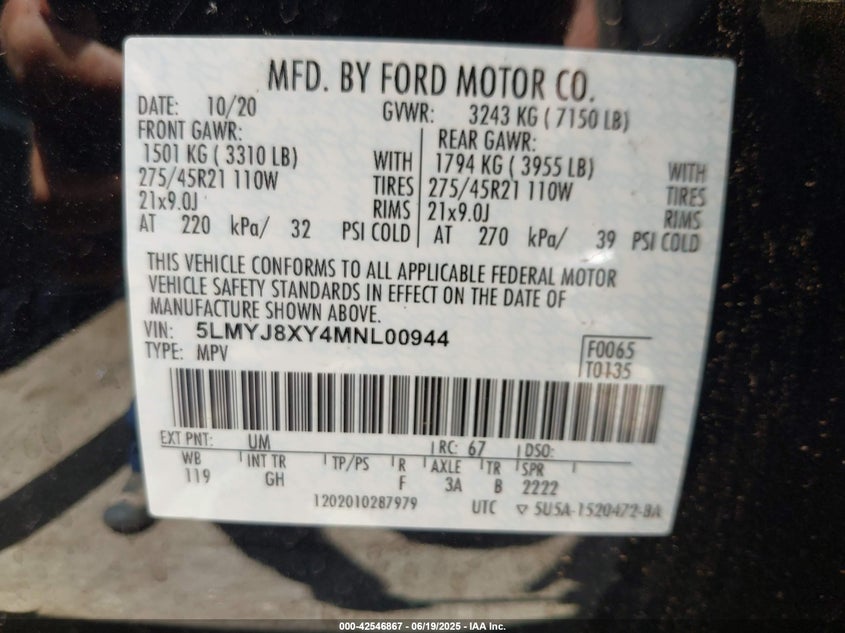 MFD. BY FORD MOTOR CO.
DATE: 10/20 GVWR: 3243 KG ( 7150 LB)
FRONT GAWR: REAR GAWR:
1501 KG ( 3310 LB) WITH 1794 KG ( 3955 LB) WITH
275/45R21 110W TIRES 275/45R21 110W TIRES
21x9.0J RIMS 21x9.0J RIMS
AT 220 kPa/ 32 PSI COLD AT 270 kPa/ 39 PSI COLD
THIS VEHICLE CONFORMS TO ALL APPLICABLE FEDERAL MOTOR
VEHICLE SAFETY STANDARDS IN EFFECT ON THE DATE OF
MANUFACTURE SHOWN ABOVE.
VIN: 5LMYJ8XY4MNL00944
TYPE: MPV
F0065
T0135
EXT PNT: UM RC: 67 DSO:
WB INT TR TP/PS R AXLE TR SPR
119 GH F 3A B 2222
1202010287979 UTC ▽ 5U5A-1520472-BA
000-42546867 - 06/19/2025 - IAA Inc.